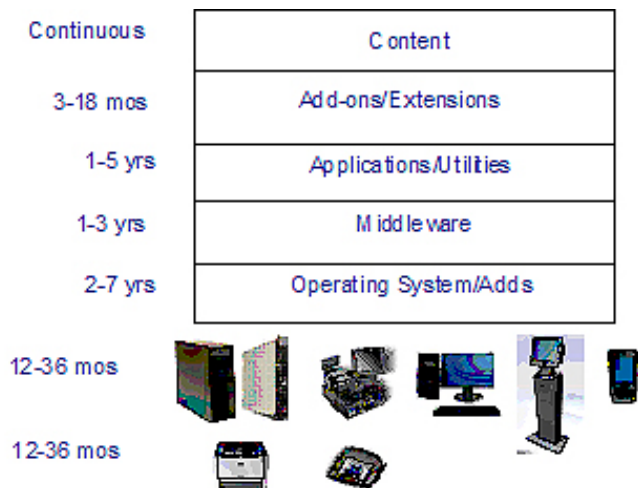 Continuous Content
3-18 mos Add-ons/Extensions
1-5 yrs Applications/Utilities
1-3 yrs Middleware
2-7 yrs Operating System/Adds
12-36 mos
12-36 mos